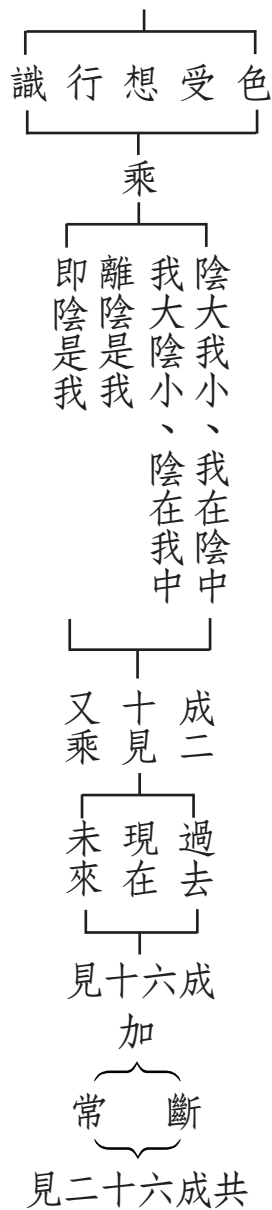 色受想行識
乘
陰大我小、我在陰中
我大陰小、陰在我中
離陰是我
即陰是我
成二
十見
又乘
過去
現在
未來
成六十見
加
斷
常
共成六十二見